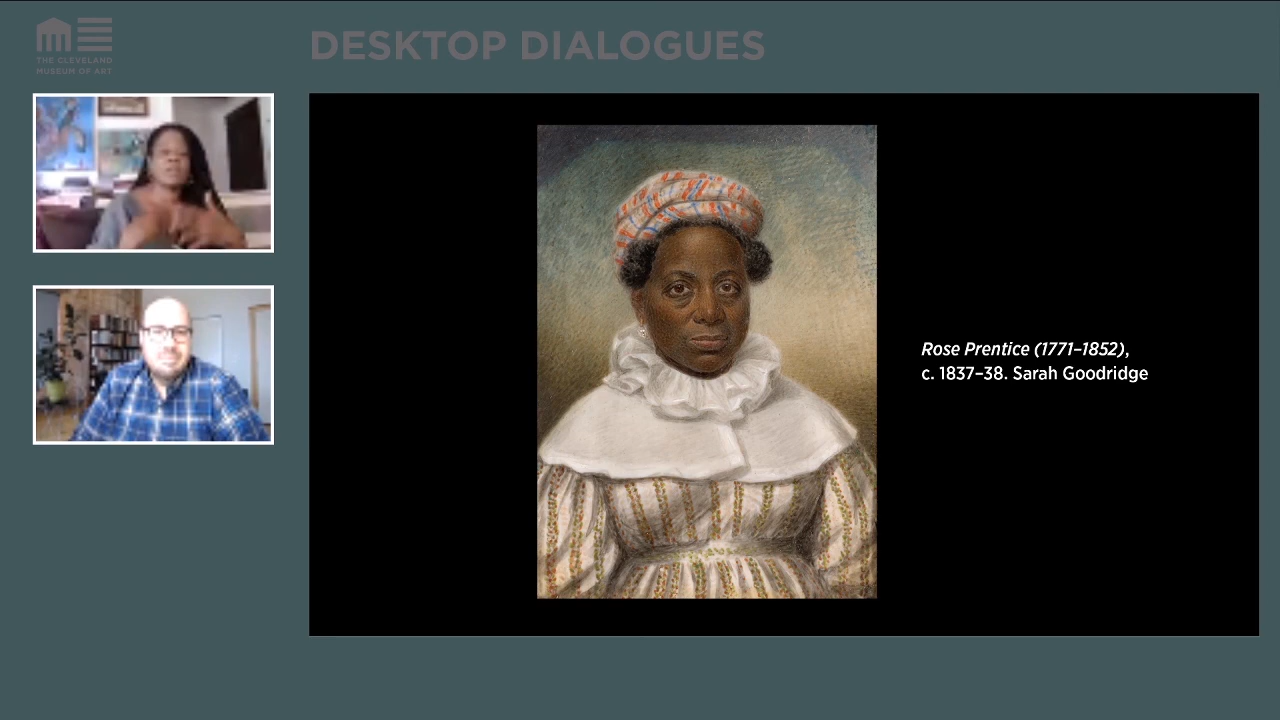 THE CLEVELAND
MUSEUM OF ART
DESKTOP DIALOGUES
Rose Prentice (1771–1852),
c. 1837–38. Sarah Goodridge